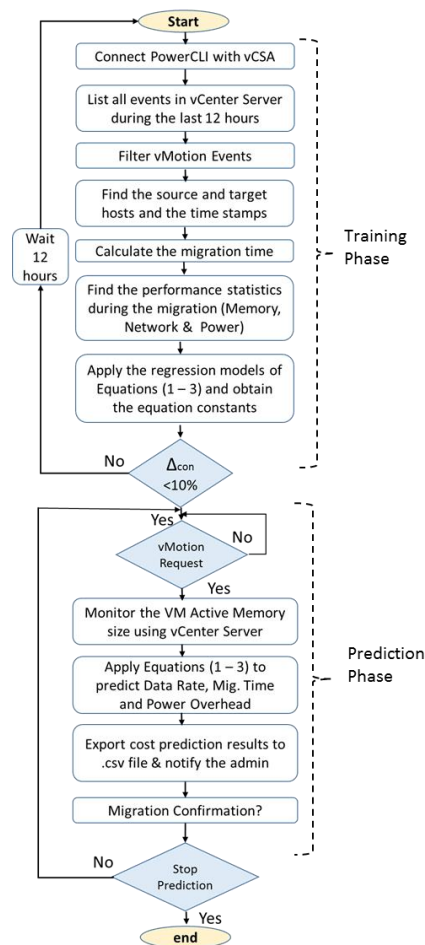 Start
Connect PowerCLI with vCSA
List all events in vCenter Server
during the last 12 hours
Filter vMotion Events
Find the source and target
hosts and the time stamps
Wait
12
hours
Calculate the migration time
Find the performance statistics
during the migration (Memory,
Network & Power)
Apply the regression models of
Equations (1 – 3) and obtain
the equation constants
Training
Phase
No
Δcon
<10%
Yes
vMotion
Request
No
Yes
Monitor the VM Active Memory
size using vCenter Server
Apply Equations (1 – 3) to
predict Data Rate, Mig. Time
and Power Overhead
Export cost prediction results to
.csv file & notify the admin
Migration Confirmation?
Prediction
Phase
No
Stop
Prediction
Yes
end